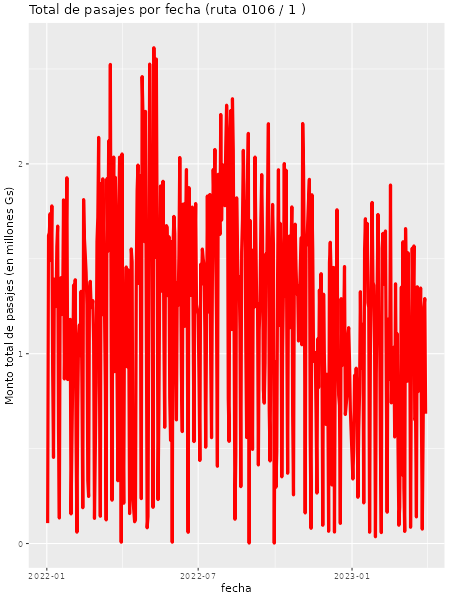 Total de pasajes por fecha (ruta 0106 / 1 )
Monto total de pasajes (en millones Gs)
2
1
0
2022-01 2022-07 2023-01
fecha